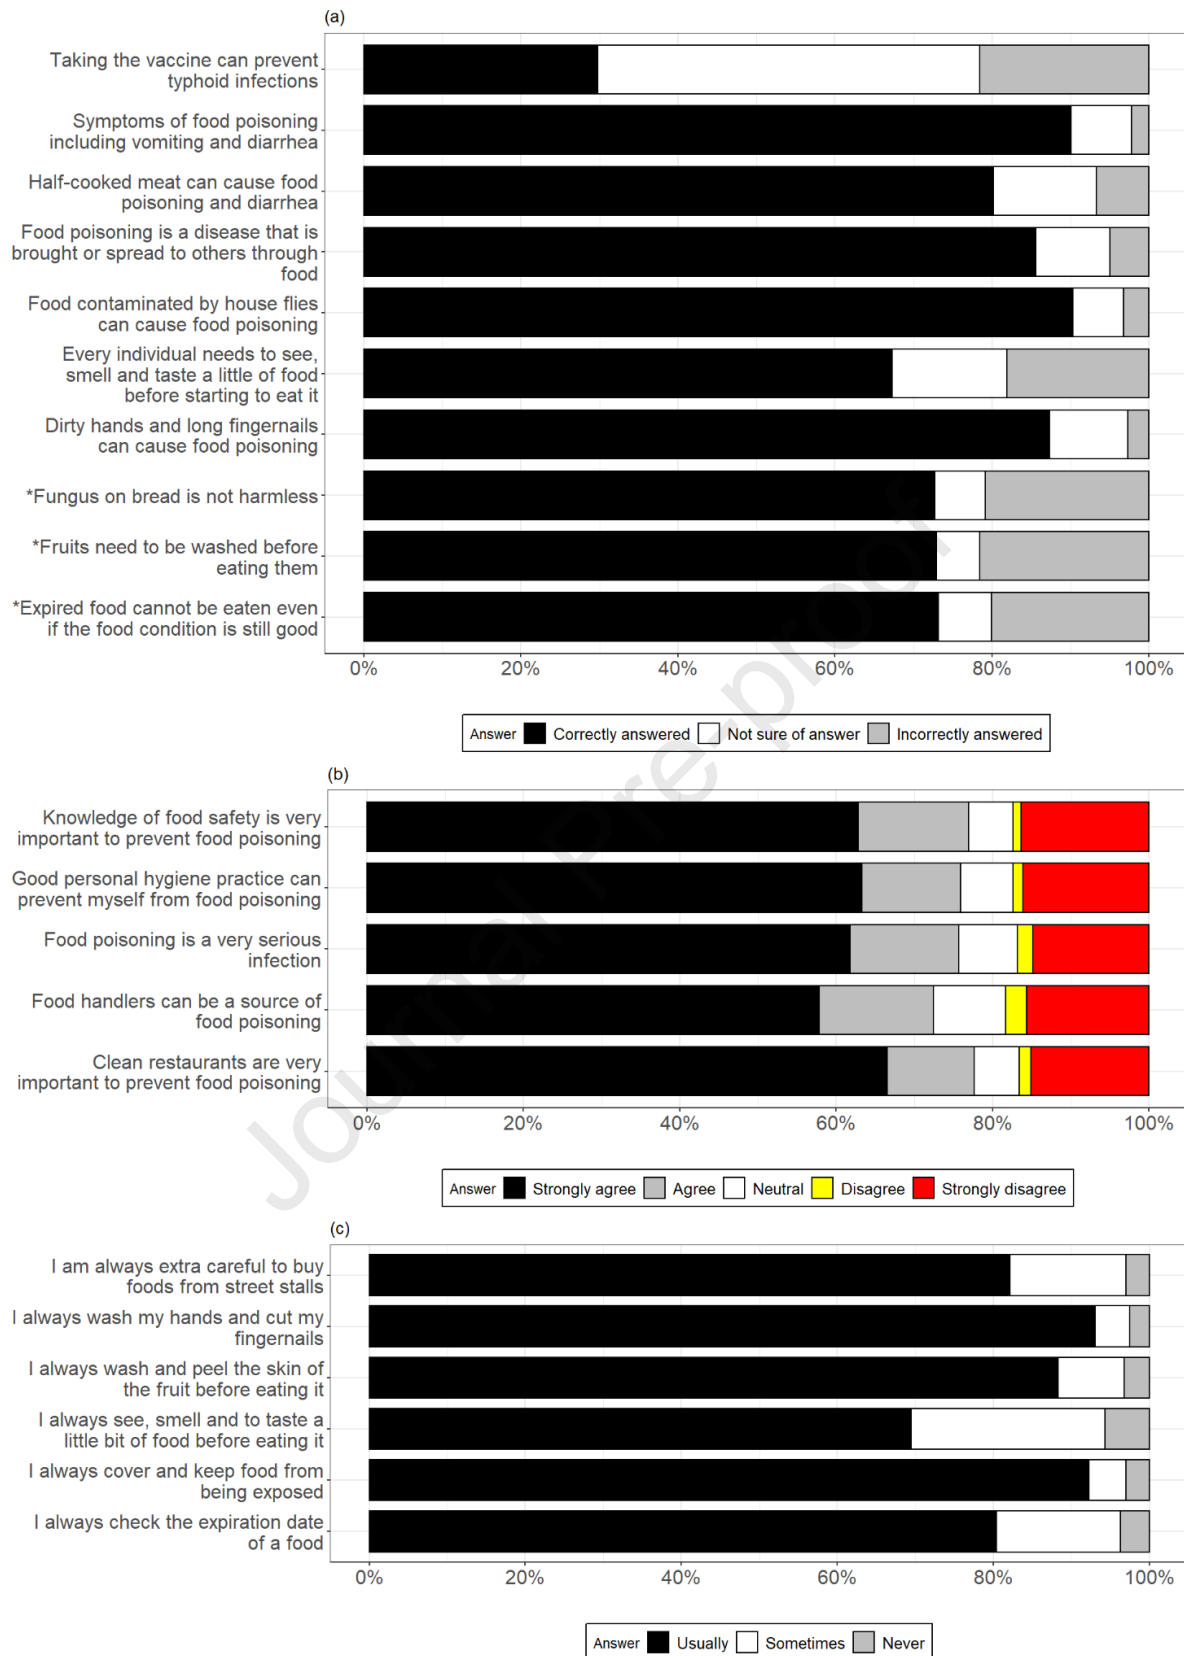 (a)
Taking the vaccine can prevent
typhoid infections
Symptoms of food poisoning
including vomiting and diarrhea
Half-cooked meat can cause food
poisoning and diarrhea
Food poisoning is a disease that is
brought or spread to others through
food
Food contaminated by house flies
can cause food poisoning
Every individual needs to see,
smell and taste a little of food
before starting to eat it
Dirty hands and long fingernails
can cause food poisoning
*Fungus on bread is not harmless
*Fruits need to be washed before
eating them
*Expired food cannot be eaten even
if the food condition is still good
0% 20% 40% 60% 80% 100%
Answer Correctly answered Not sure of answer Incorrectly answered
(b)
Knowledge of food safety is very
important to prevent food poisoning
Good personal hygiene practice can
prevent myself from food poisoning
Food poisoning is a very serious
infection
Food handlers can be a source of
food poisoning
Clean restaurants are very
important to prevent food poisoning
0% 20% 40% 60% 80% 100%
Answer Strongly agree Agree Neutral Disagree Strongly disagree
(c)
I am always extra careful to buy
foods from street stalls
I always wash my hands and cut my
fingernails
I always wash and peel the skin of
the fruit before eating it
I always see, smell and to taste a
little bit of food before eating it
I always cover and keep food from
being exposed
I always check the expiration date
of a food
0% 20% 40% 60% 80% 100%
Answer Usually Sometimes Never
Journal Pre-proof